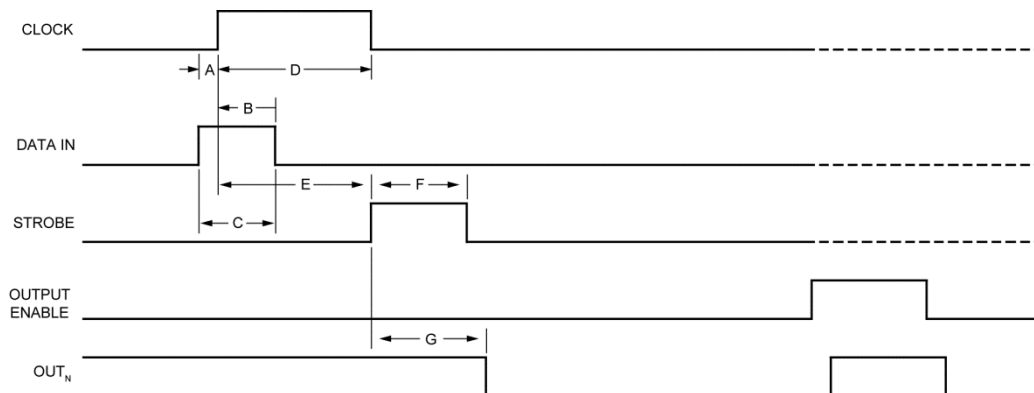 CLOCK
A
D
B
DATA IN
E
F
C
STROBE
OUTPUT
ENABLE
G
OUTN